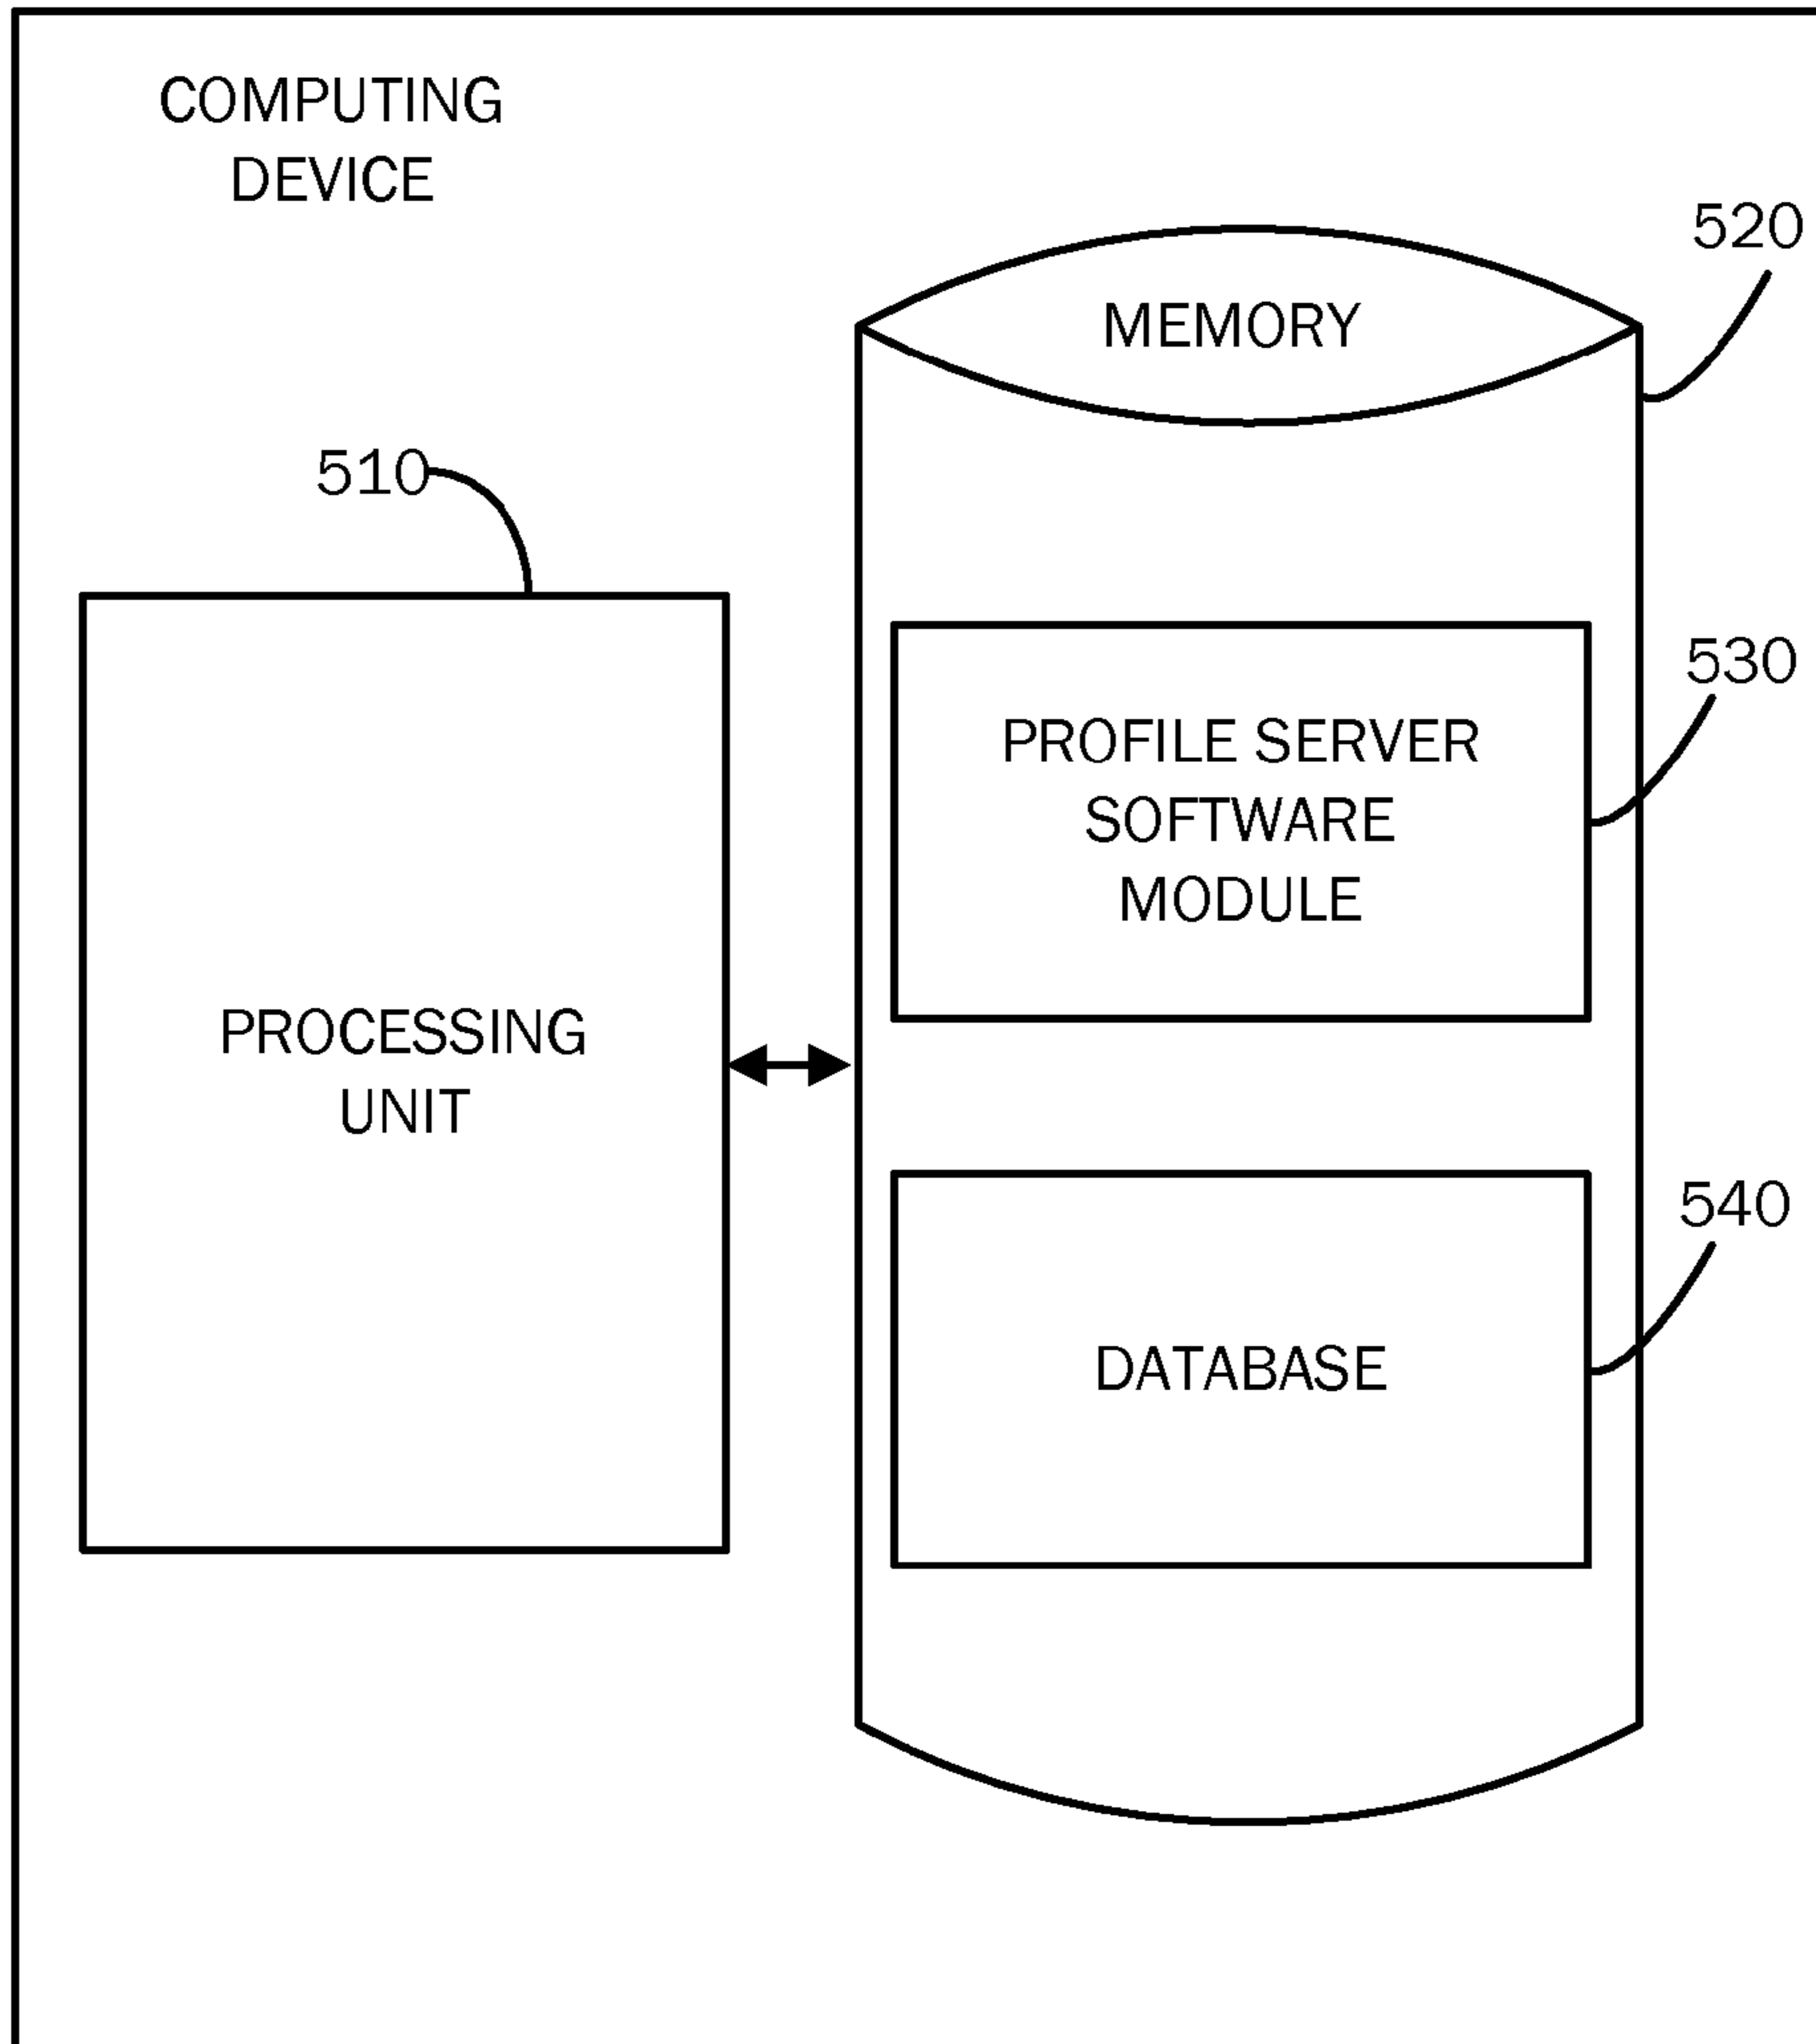 COMPUTING
DEVICE
520
MEMORY
510
530
PROFILE SERVER
SOFTWARE
MODULE
PROCESSING
UNIT
540
DATABASE